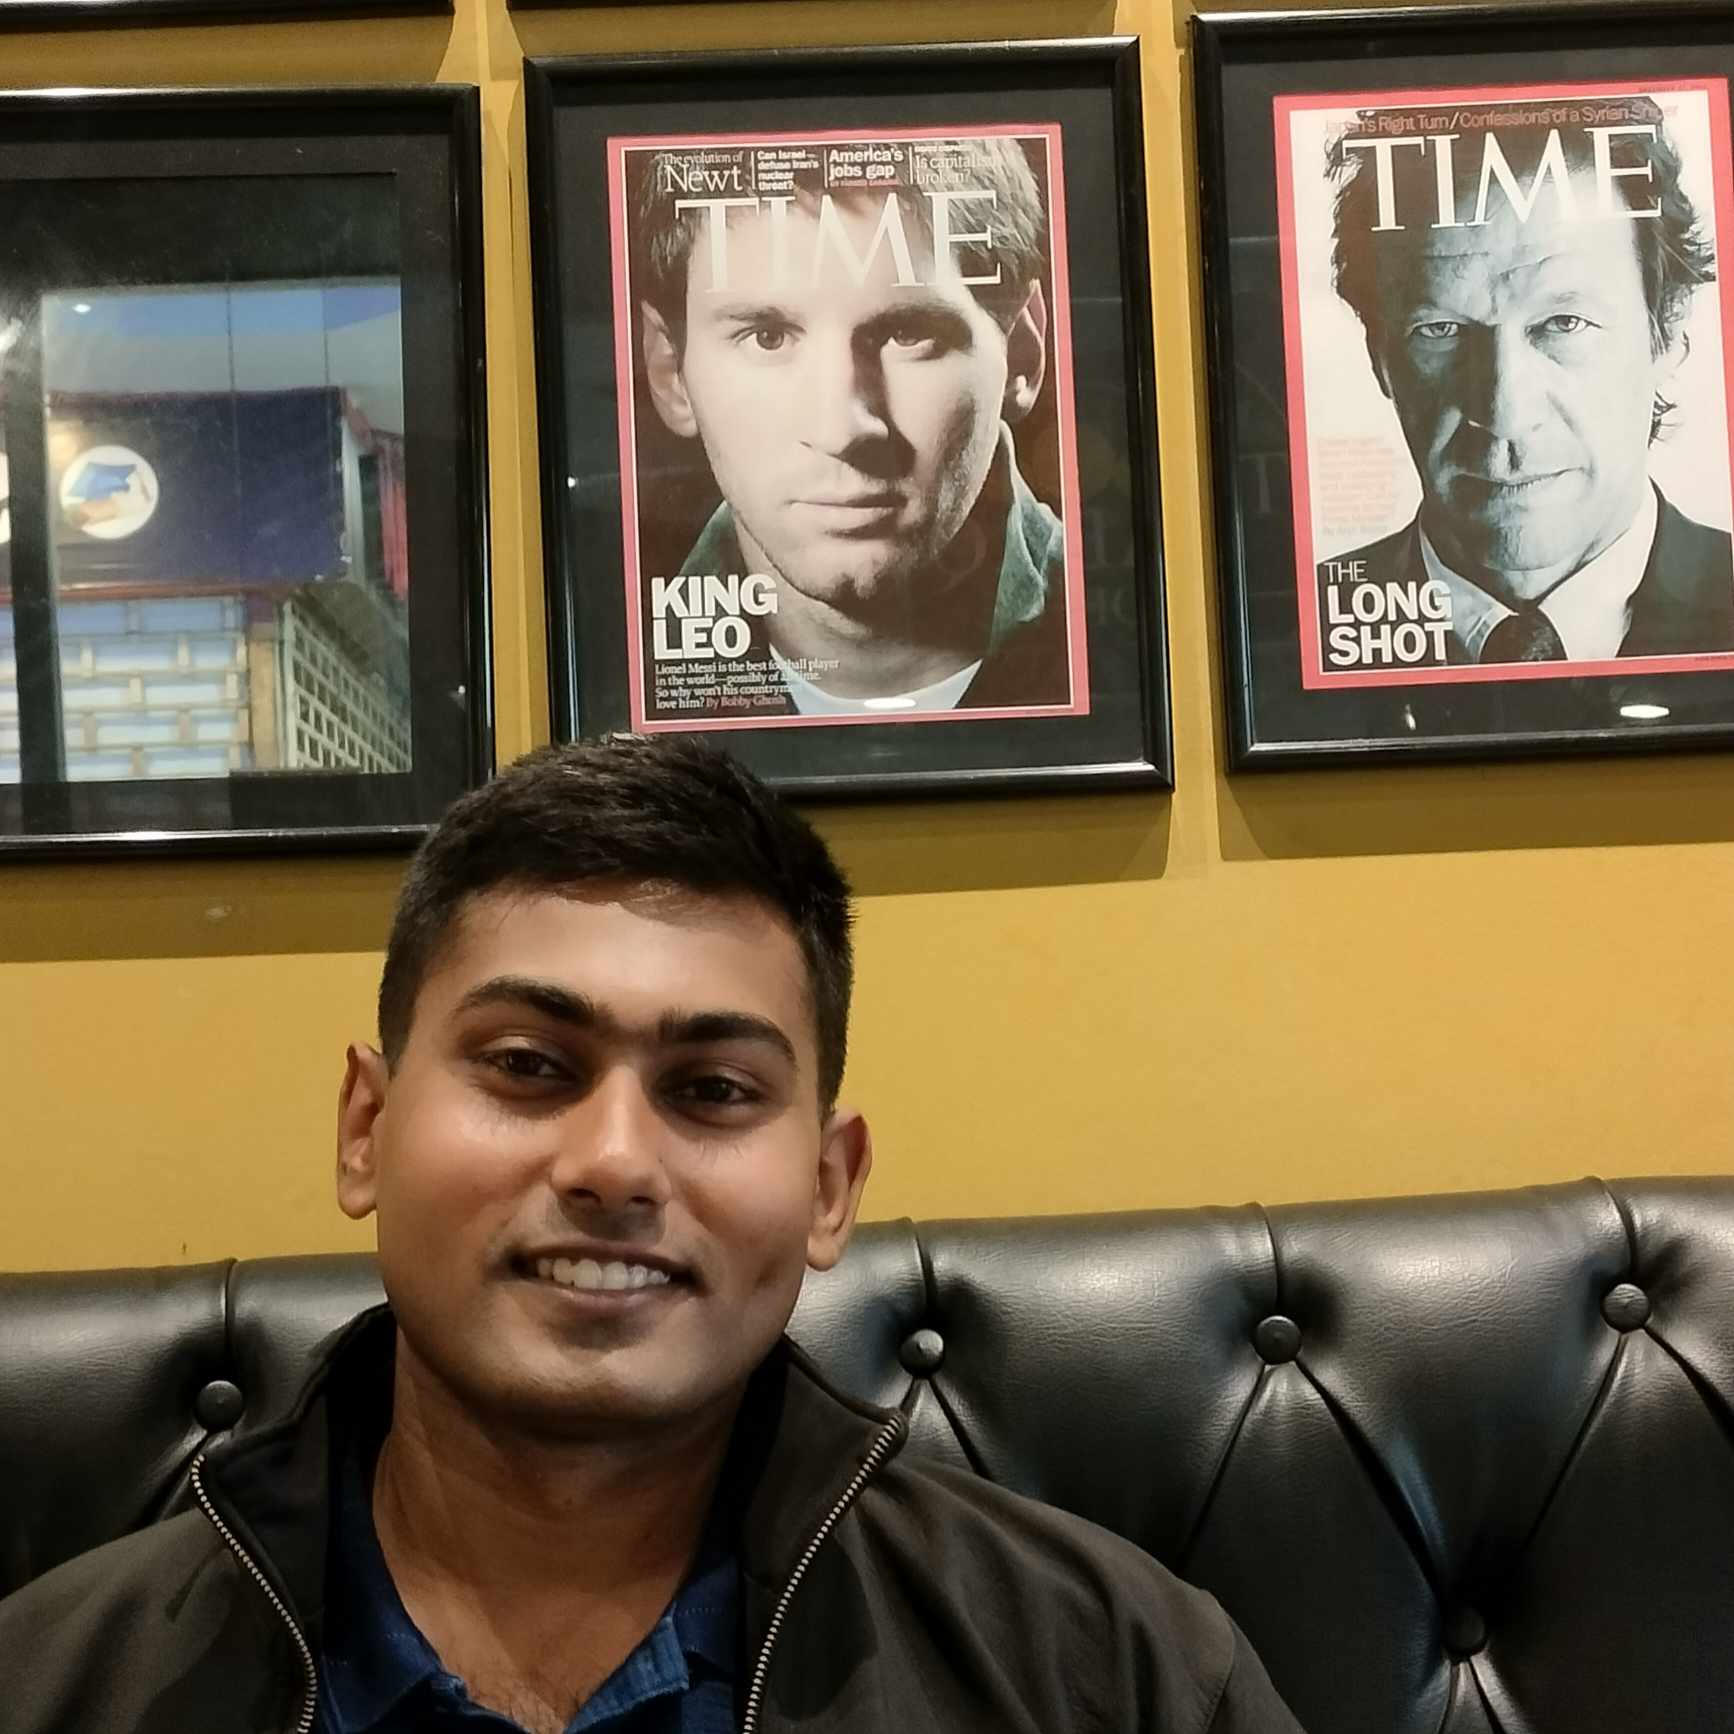 The evolution of
Newt
Can Israel
defuse Iran's
nuclear
threat?
America's
jobs gap
Is capitalism
broken?
TIME
KING
LEO
Lionel Messi is the best football player
in the world—possibly of all time.
So why won't his countrymen
love him? By Bobby Ghosh
Japan's Right Turn / Confessions of a Syrian Sniper
TIME
THE
LONG
SHOT